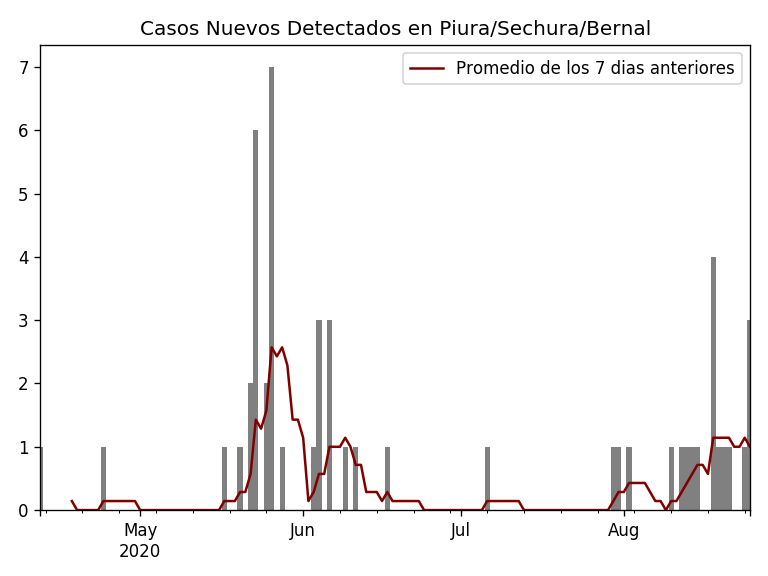 Casos Nuevos Detectados en Piura/Sechura/Bernal
Promedio de los 7 dias anteriores
7
6
5
4
3
2
1
0
May
2020
Jun
Jul
Aug